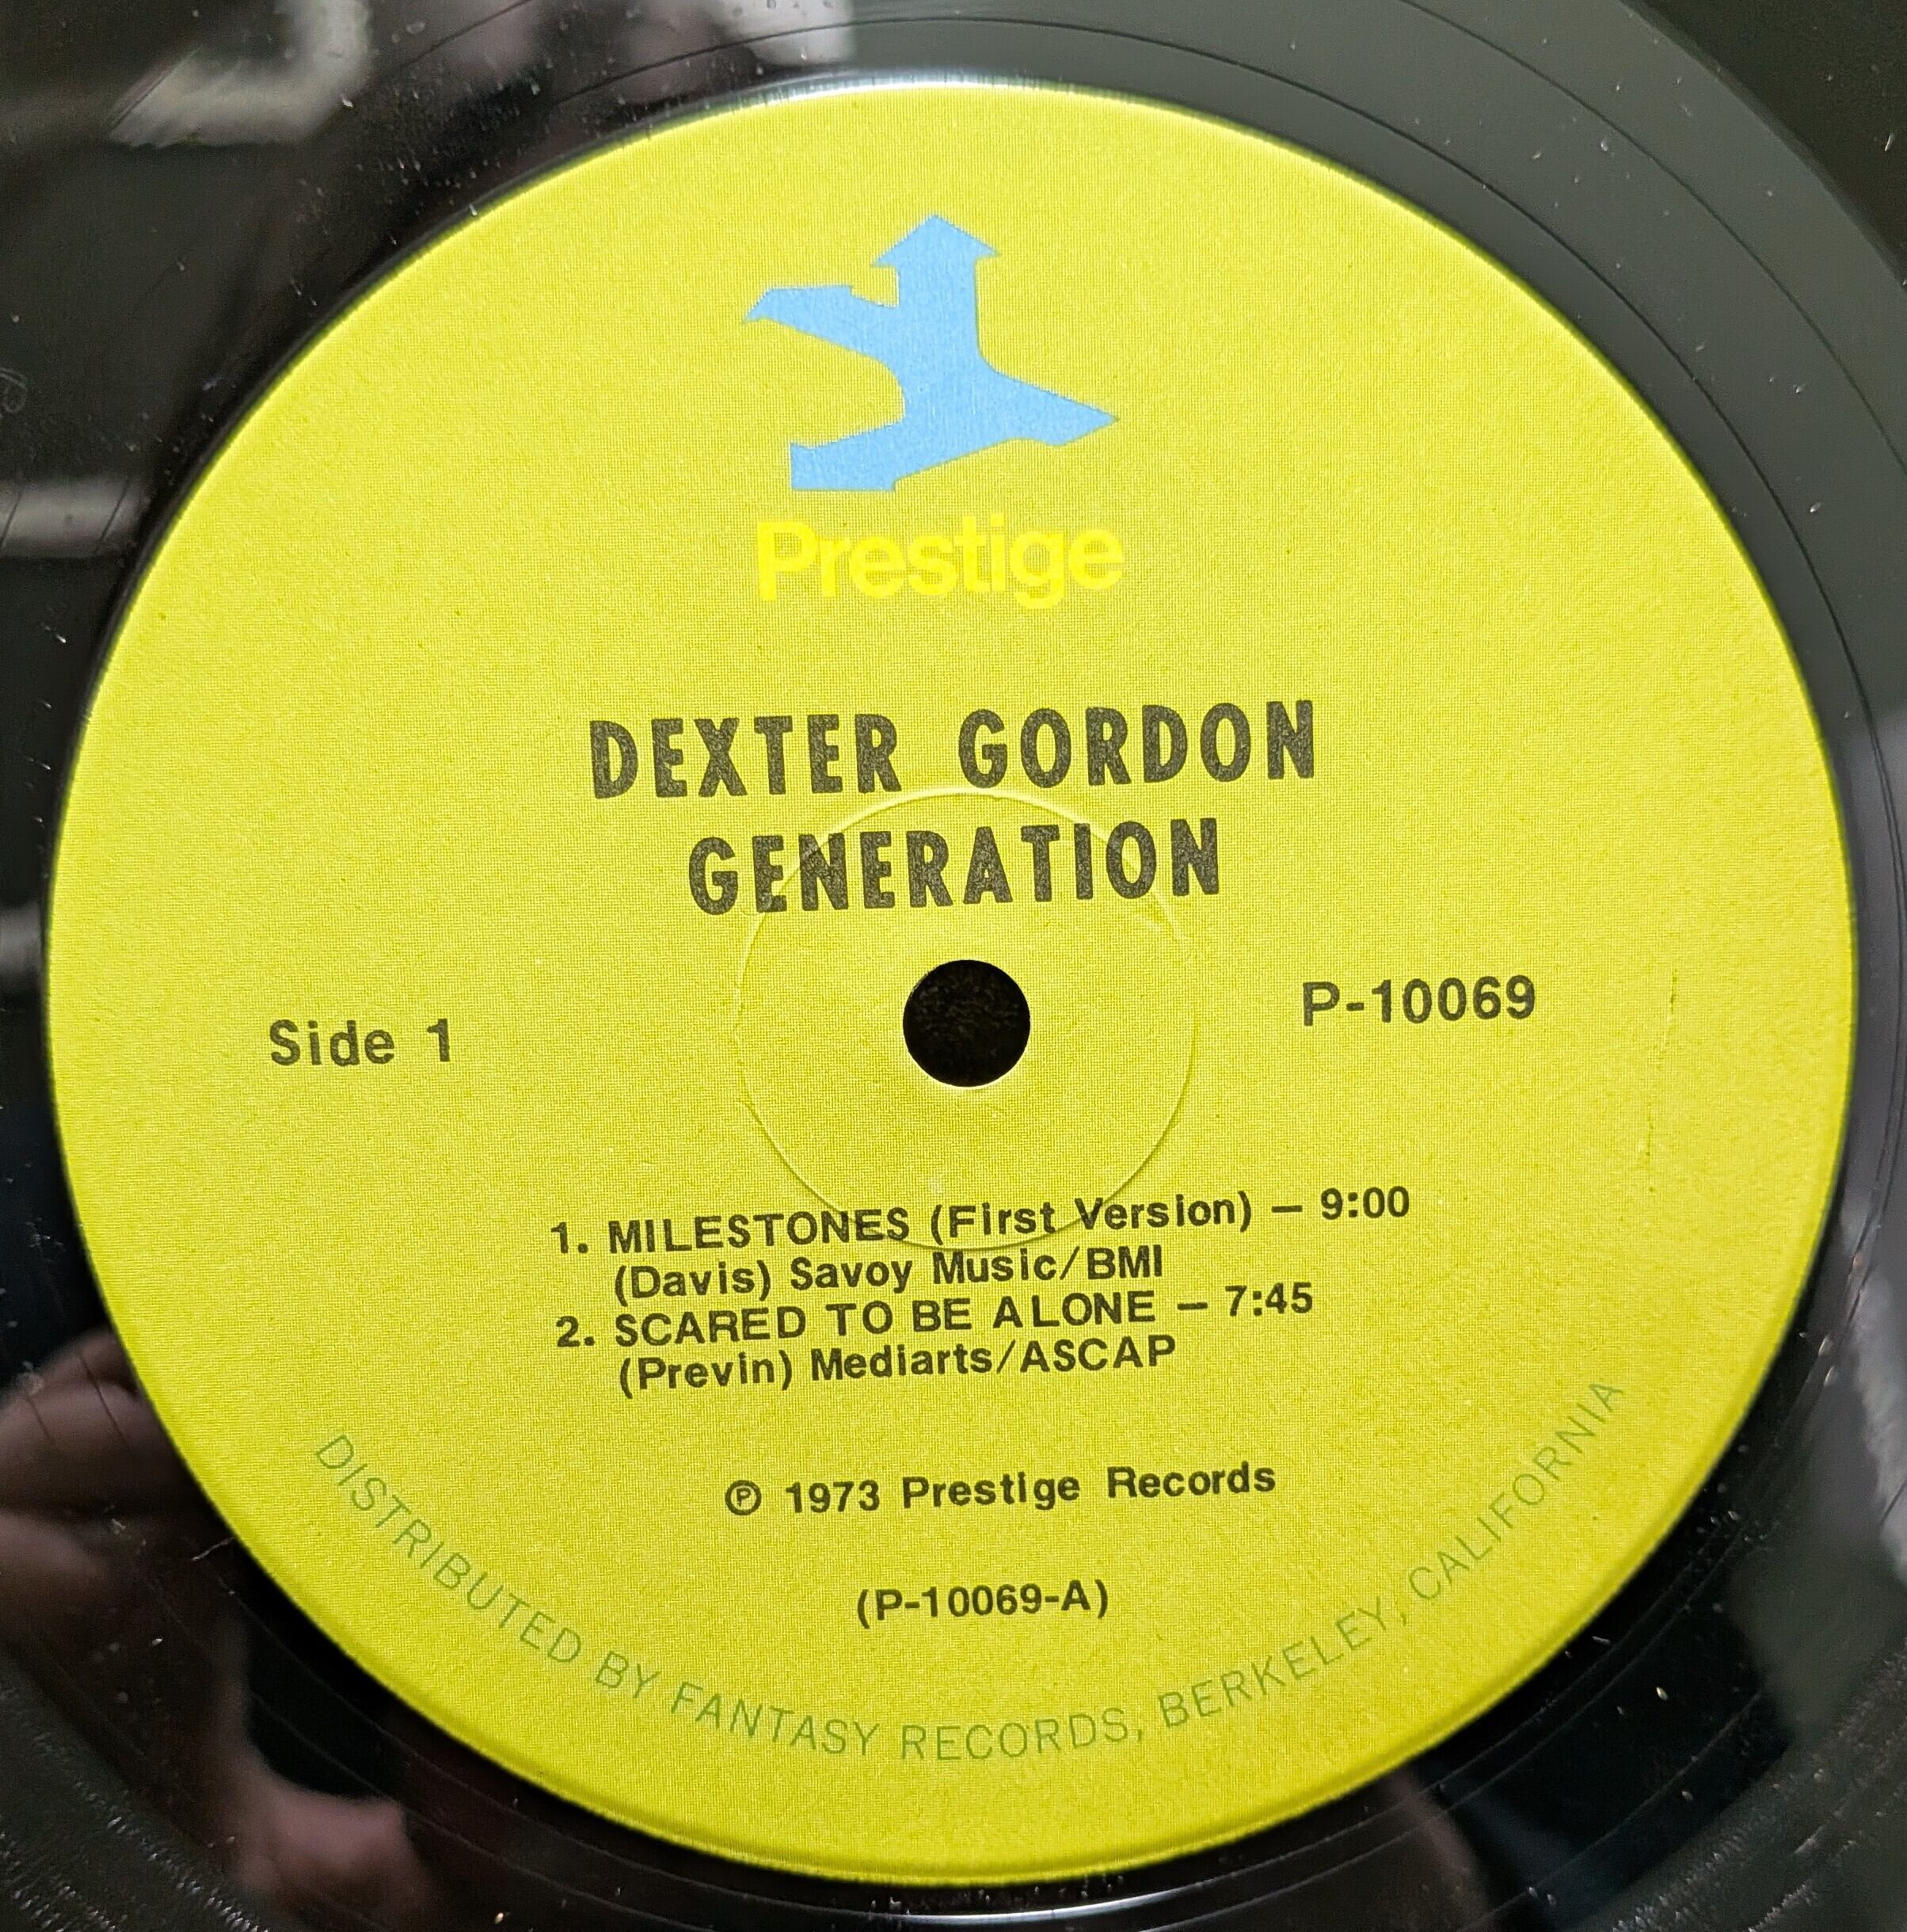 Prestige
DEXTER GORDON
GENERATION
Side 1
P-10069
1. MILESTONES (First Version) — 9:00
(Davis) Savoy Music/BMI
2. SCARED TO BE ALONE — 7:45
(Previn) Mediarts/ASCAP
℗ 1973 Prestige Records
(P-10069-A)
DISTRIBUTED BY FANTASY RECORDS, BERKELEY, CALIFORNIA